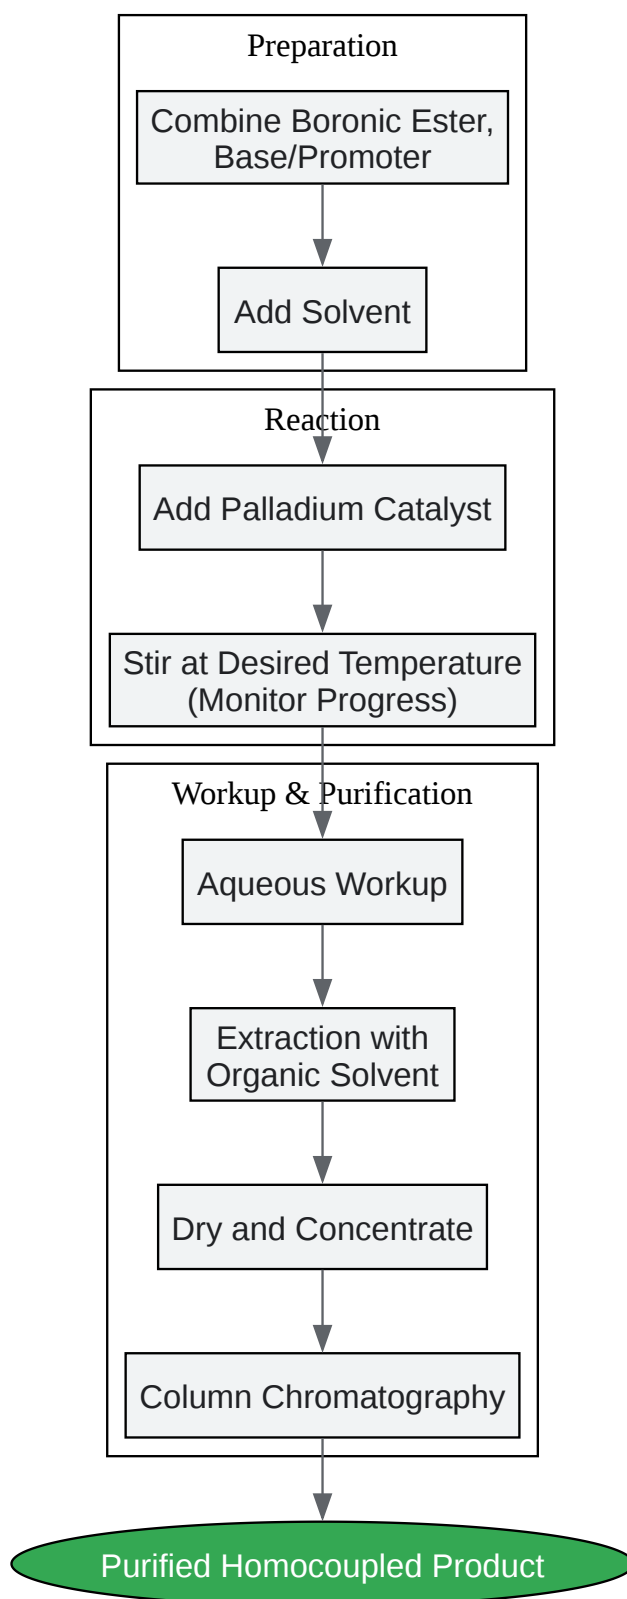 Preparation
Combine Boronic Ester,
Base/Promoter
Add Solvent
Reaction
Add Palladium Catalyst
Stir at Desired Temperature
(Monitor Progress)
Workup & Purification
Aqueous Workup
Extraction with
Organic Solvent
Dry and Concentrate
Column Chromatography
Purified Homocoupled Product